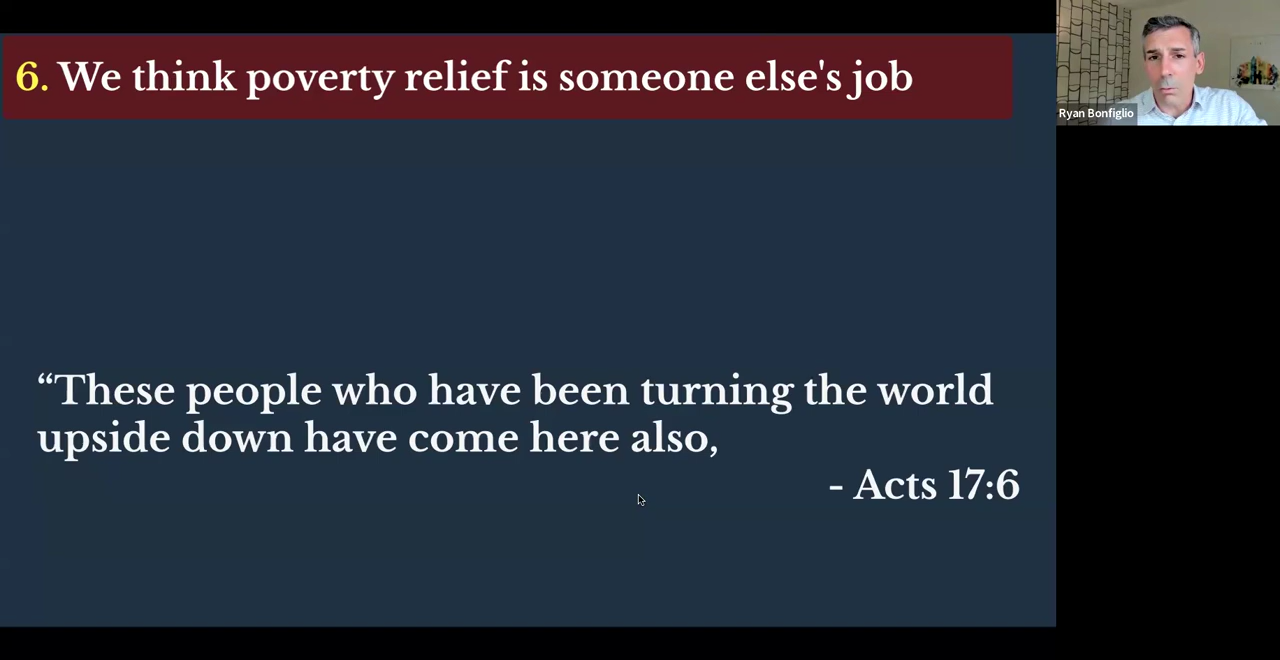 6. We think poverty relief is someone else's job
Ryan Bonfiglio
“These people who have been turning the world
upside down have come here also,
- Acts 17:6